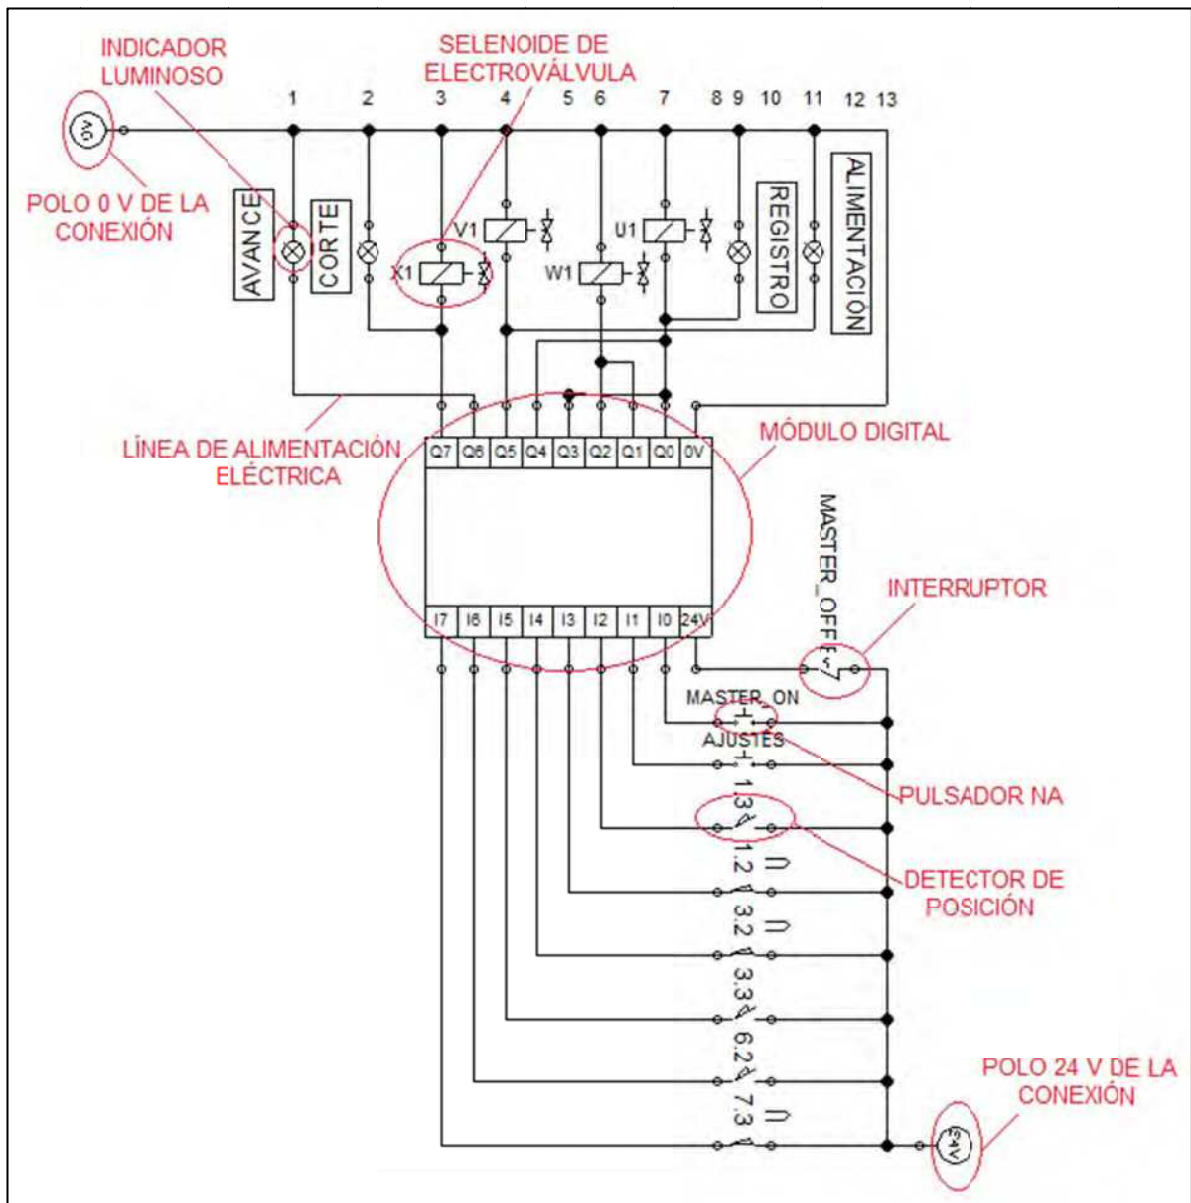 INDICADOR
LUMINOSO
SELENOIDE DE
ELECTROVÁLVULA
1 2 3 4 5 6 7 8 9 10 11 12 13
0V
POLO 0 V DE LA
CONEXIÓN
AVANCE
CORTE
X1
V1
W1
U1
REGISTRO
ALIMENTACIÓN
LÍNEA DE ALIMENTACIÓN
ELÉCTRICA
MÓDULO DIGITAL
Q7 Q6 Q5 Q4 Q3 Q2 Q1 Q0 0V
I7 I6 I5 I4 I3 I2 I1 I0 24V
MASTER_OFF
INTERRUPTOR
MASTER_ON
AJUSTES
PULSADOR NA
1.3
DETECTOR DE
POSICIÓN
1.2
3.2
3.3
6.2
7.3
POLO 24 V DE LA
CONEXIÓN
24V